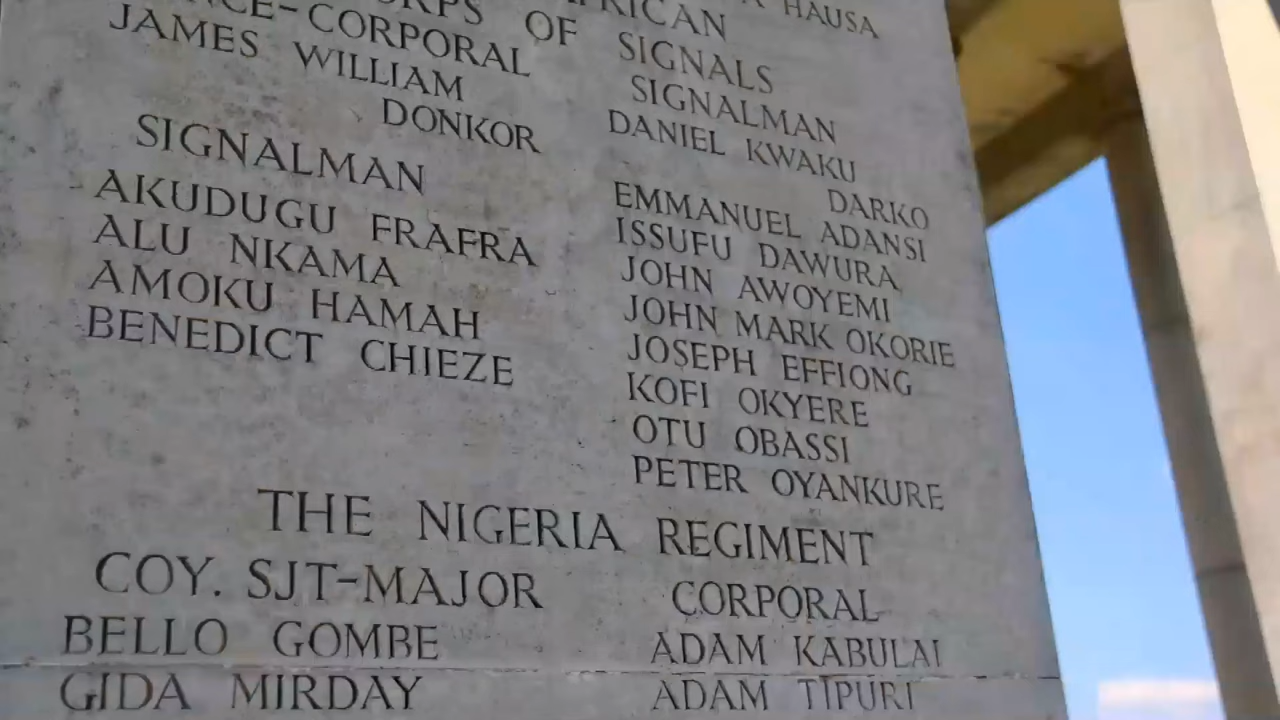 HAUSA
CORPS OF SIGNALS
CE-CORPORAL
JAMES WILLIAM
DONKOR
SIGNALMAN
AKUDUGU FRAFRA
ALU NKAMA
AMOKU HAMAH
BENEDICT CHIEZE
SIGNALMAN
DANIEL KWAKU
DARKO
EMMANUEL ADANSI
ISSUFU DAWURA
JOHN AWOYEMI
JOHN MARK OKORIE
JOSEPH EFFIONG
KOFI OKYERE
OTU OBASSI
PETER OYANKURE
THE NIGERIA REGIMENT
COY. SJT-MAJOR
BELLO GOMBE
GIDA MIRDAY
CORPORAL
ADAM KABULAI
ADAM TIPURI